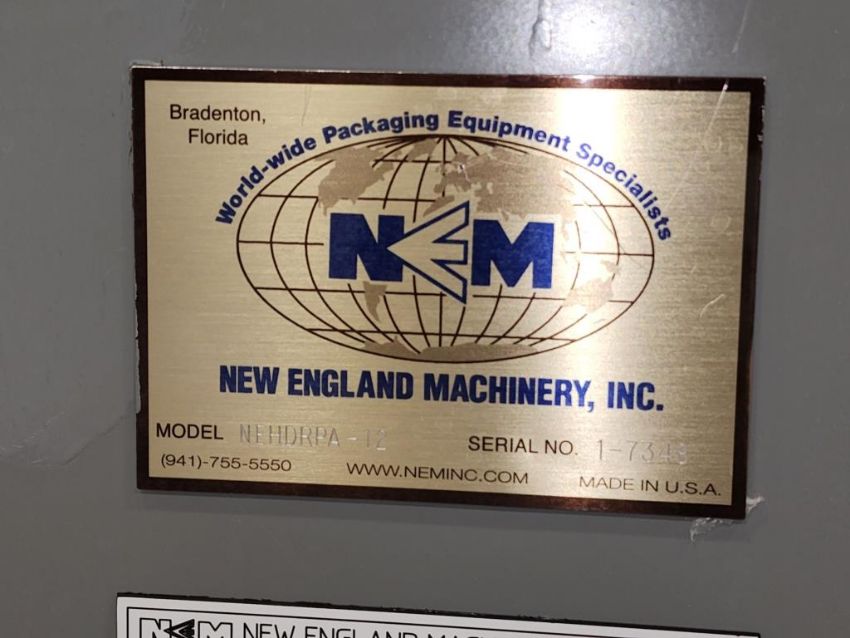 Bradenton,
Florida
World-wide Packaging Equipment Specialists
NEM
NEW ENGLAND MACHINERY, INC.
MODEL NEHDRPA-12 SERIAL NO.
(941)-755-5550 WWW.NEMINC.COM MADE IN U.S.A.
NEM NEW ENGLAND